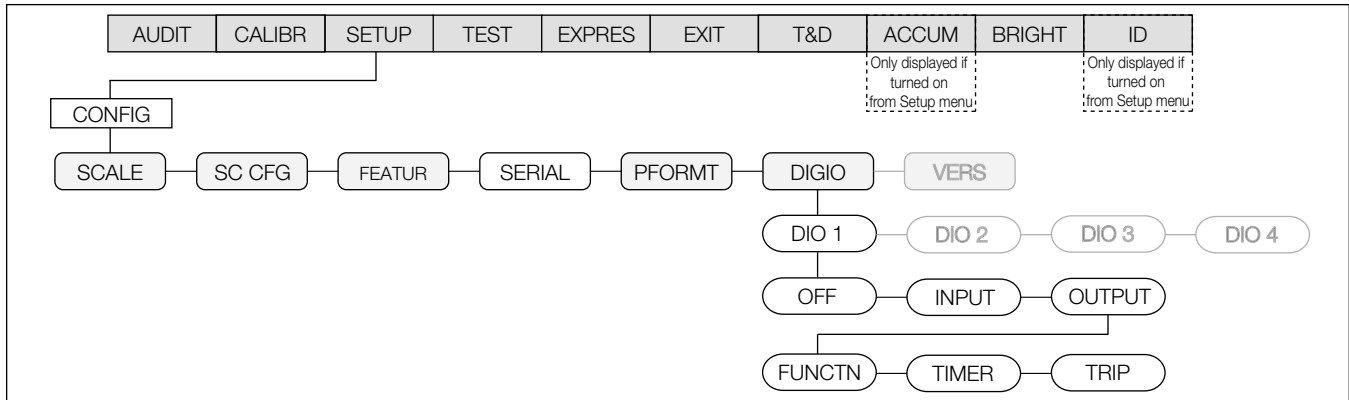 AUDIT CALIBR SETUP TEST EXPRES EXIT T&D ACCUM BRIGHT ID
Only displayed if
turned on
from Setup menu
Only displayed if
turned on
from Setup menu
CONFIG
SCALE SC CFG FEATUR SERIAL PFORMT DIGIO VERS
DIO 1 DIO 2 DIO 3 DIO 4
OFF INPUT OUTPUT
FUNCTN TIMER TRIP